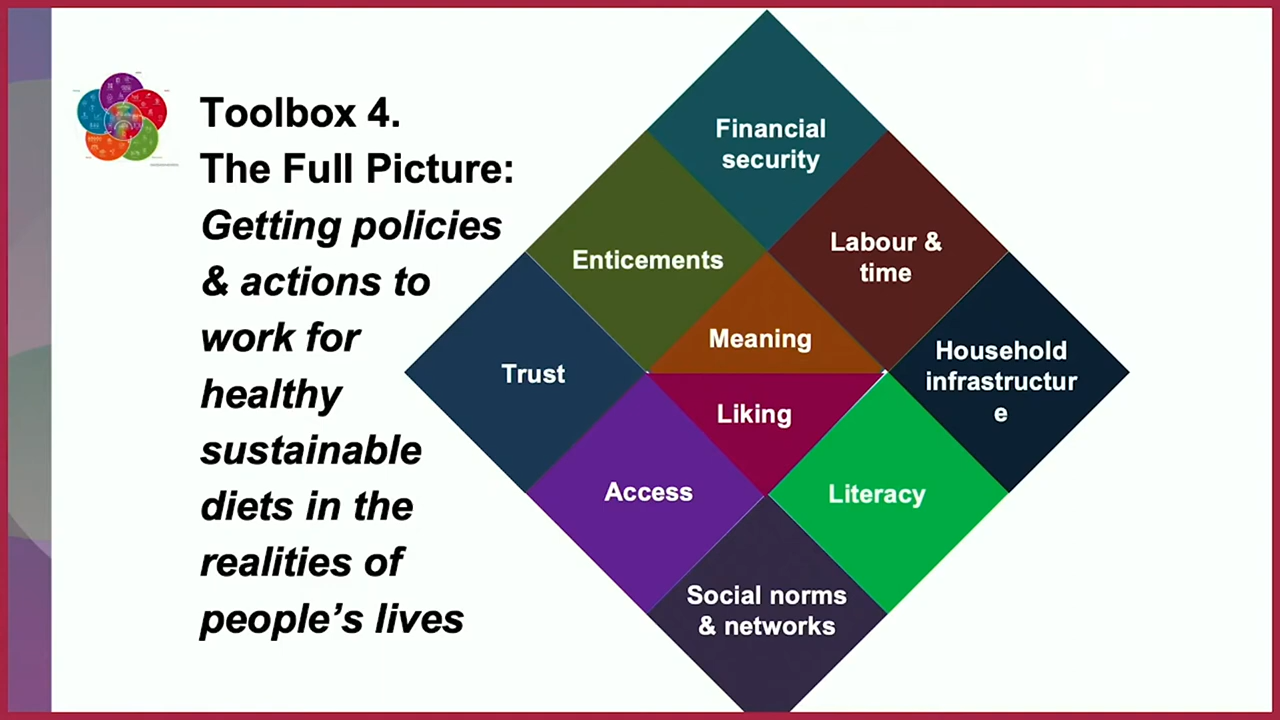 Toolbox 4.
The Full Picture:
Getting policies
& actions to
work for
healthy
sustainable
diets in the
realities of
people's lives
Financial
security
Enticements
Labour &
time
Meaning
Trust
Household
infrastructur
e
Liking
Access
Literacy
Social norms
& networks